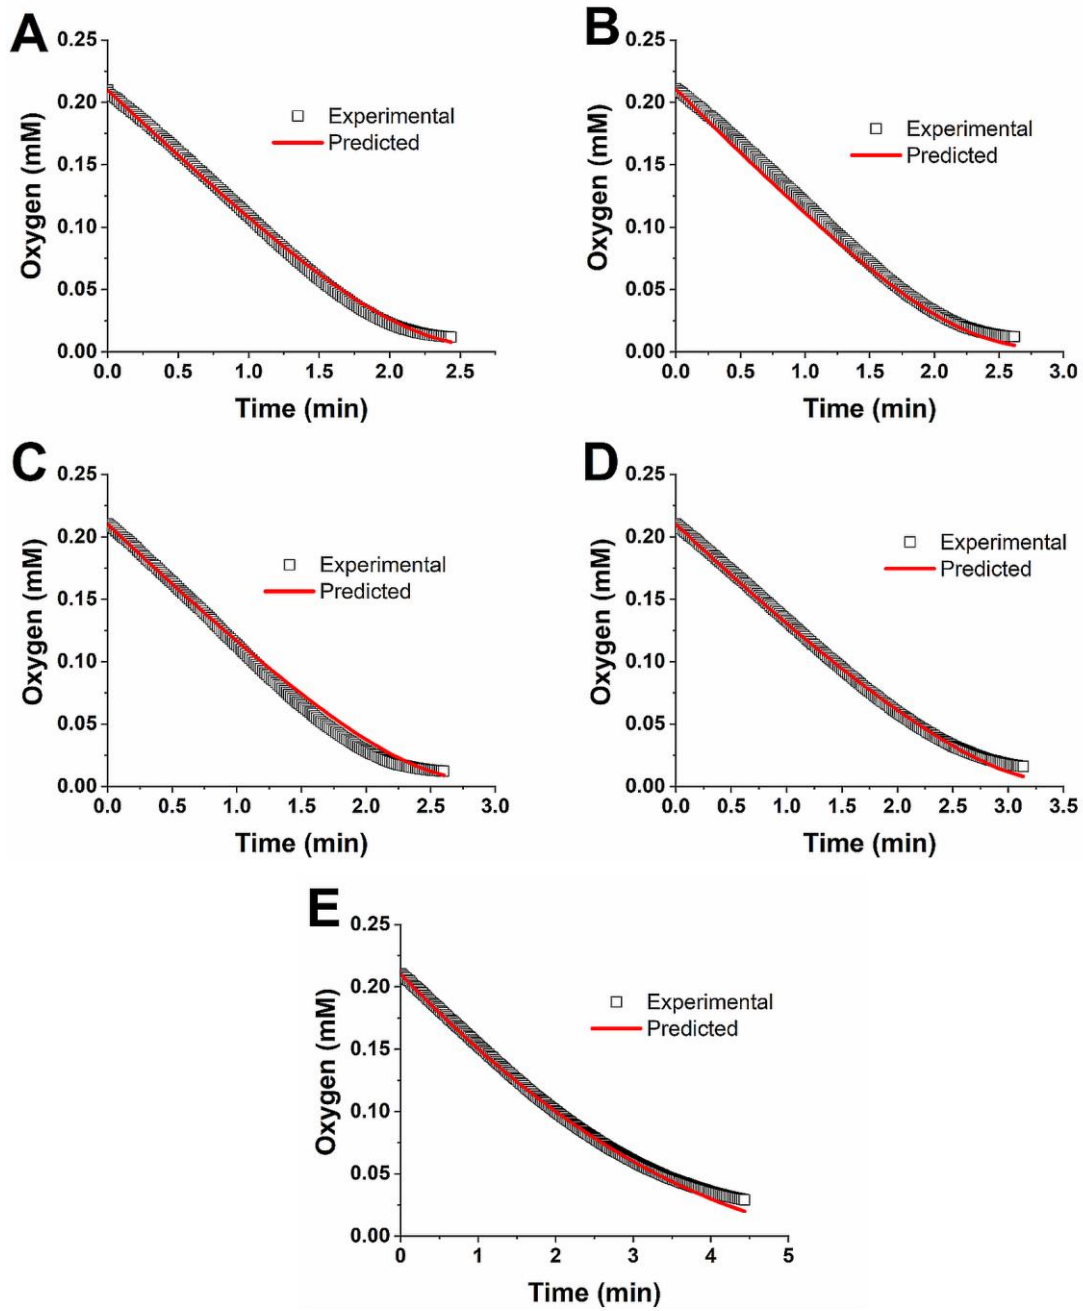 A
Oxygen (mM)
0.25
0.20
0.15
0.10
0.05
0.00
Experimental
Predicted
0.0 0.5 1.0 1.5 2.0 2.5
Time (min)
B
Oxygen (mM)
0.25
0.20
0.15
0.10
0.05
0.00
Experimental
Predicted
0.0 0.5 1.0 1.5 2.0 2.5 3.0
Time (min)
C
Oxygen (mM)
0.25
0.20
0.15
0.10
0.05
0.00
Experimental
Predicted
0.0 0.5 1.0 1.5 2.0 2.5 3.0
Time (min)
D
Oxygen (mM)
0.25
0.20
0.15
0.10
0.05
0.00
Experimental
Predicted
0.0 0.5 1.0 1.5 2.0 2.5 3.0 3.5
Time (min)
E
Oxygen (mM)
0.25
0.20
0.15
0.10
0.05
0.00
Experimental
Predicted
0 1 2 3 4 5
Time (min)